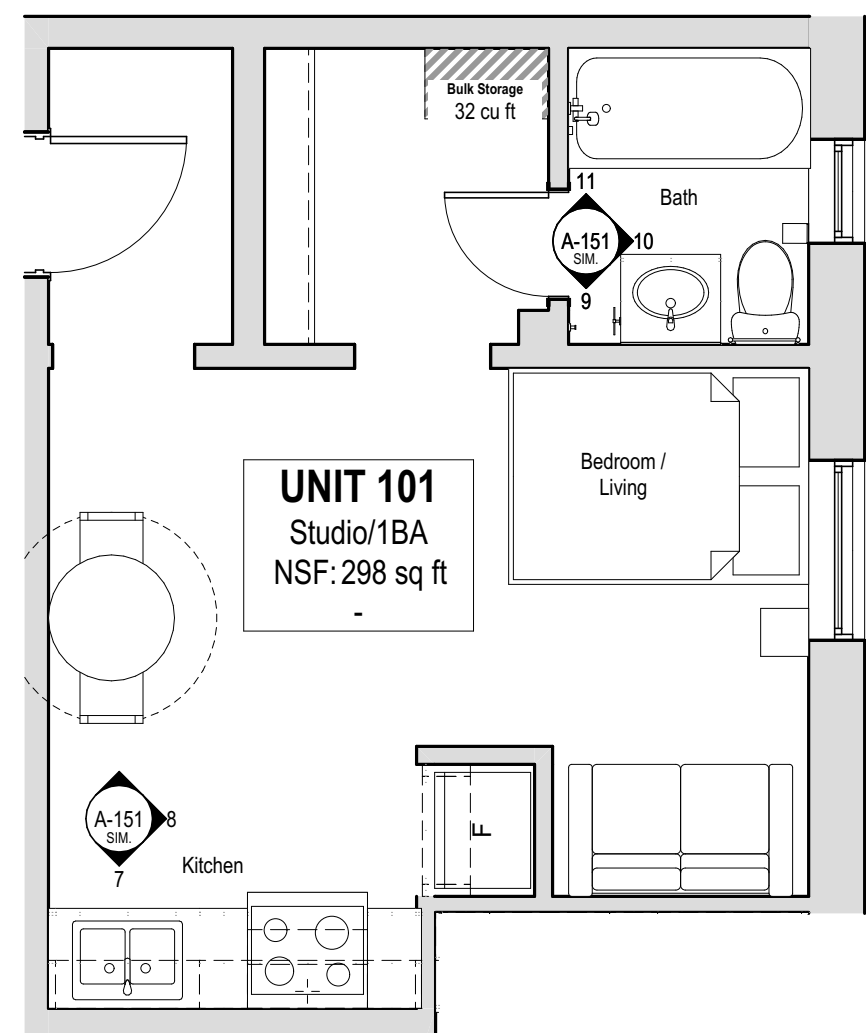 Bulk Storage
32 cu ft
11
Bath
A-151
10
SIM.
9
Bedroom /
Living
UNIT 101
Studio/1BA
NSF: 298 sq ft
-
A-151
8
SIM.
7
Kitchen
F